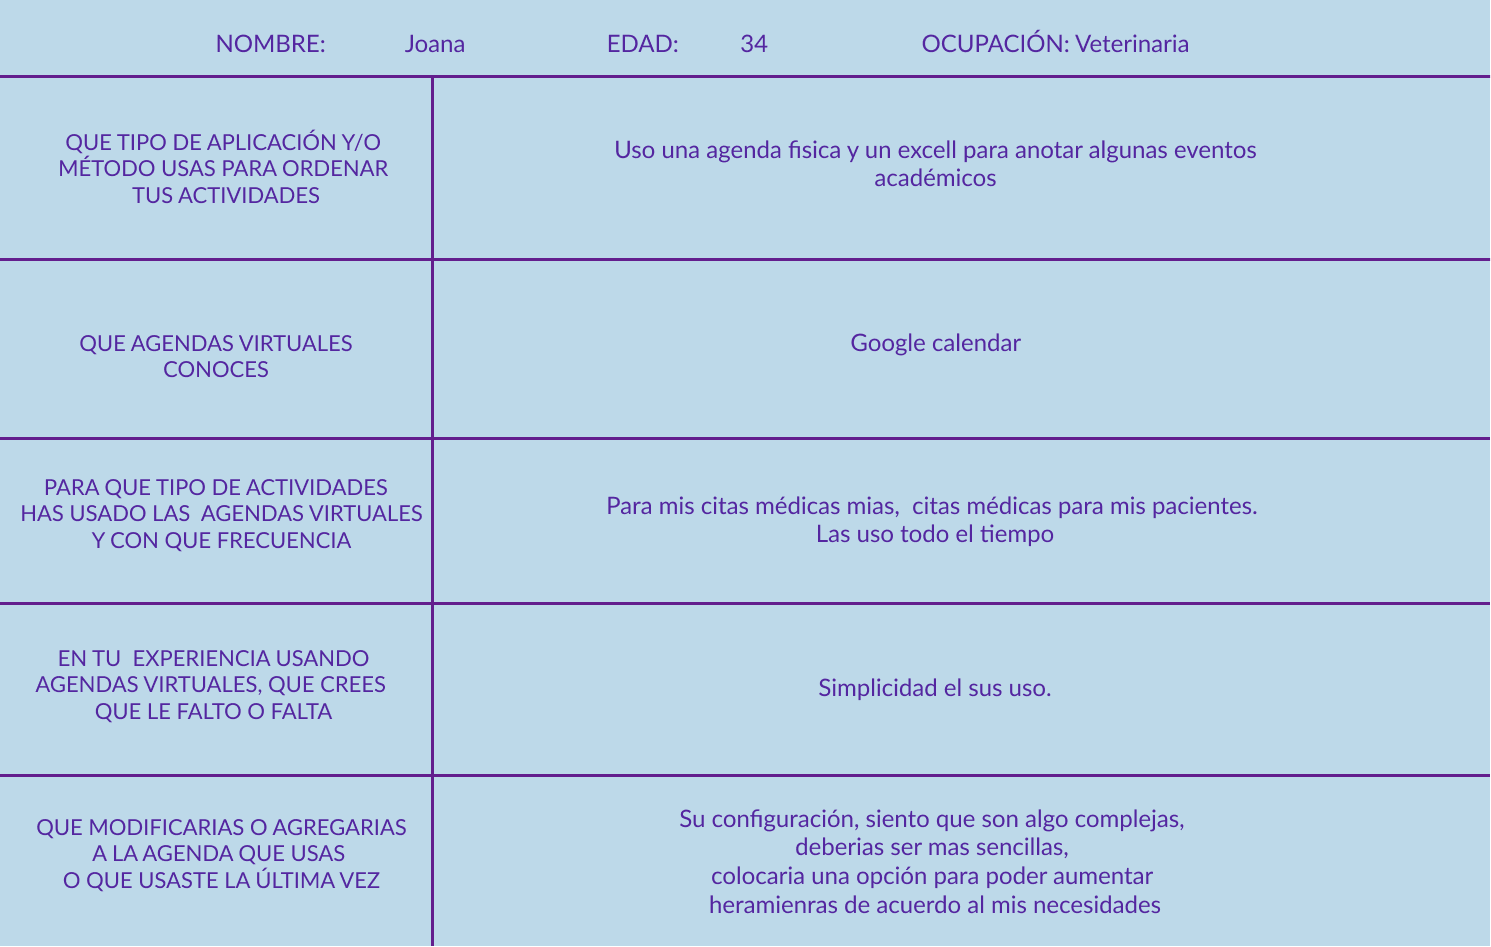 NOMBRE: Joana EDAD: 34 OCUPACIÓN: Veterinaria
QUE TIPO DE APLICACIÓN Y/O
MÉTODO USAS PARA ORDENAR
TUS ACTIVIDADES
Uso una agenda fisica y un excell para anotar algunas eventos
académicos
QUE AGENDAS VIRTUALES
CONOCES
Google calendar
PARA QUE TIPO DE ACTIVIDADES
HAS USADO LAS AGENDAS VIRTUALES
Y CON QUE FRECUENCIA
Para mis citas médicas mias, citas médicas para mis pacientes.
Las uso todo el tiempo
EN TU EXPERIENCIA USANDO
AGENDAS VIRTUALES, QUE CREES
QUE LE FALTO O FALTA
Simplicidad el sus uso.
QUE MODIFICARIAS O AGREGARIAS
A LA AGENDA QUE USAS
O QUE USASTE LA ÚLTIMA VEZ
Su configuración, siento que son algo complejas,
deberias ser mas sencillas,
colocaria una opción para poder aumentar
heramienras de acuerdo al mis necesidades